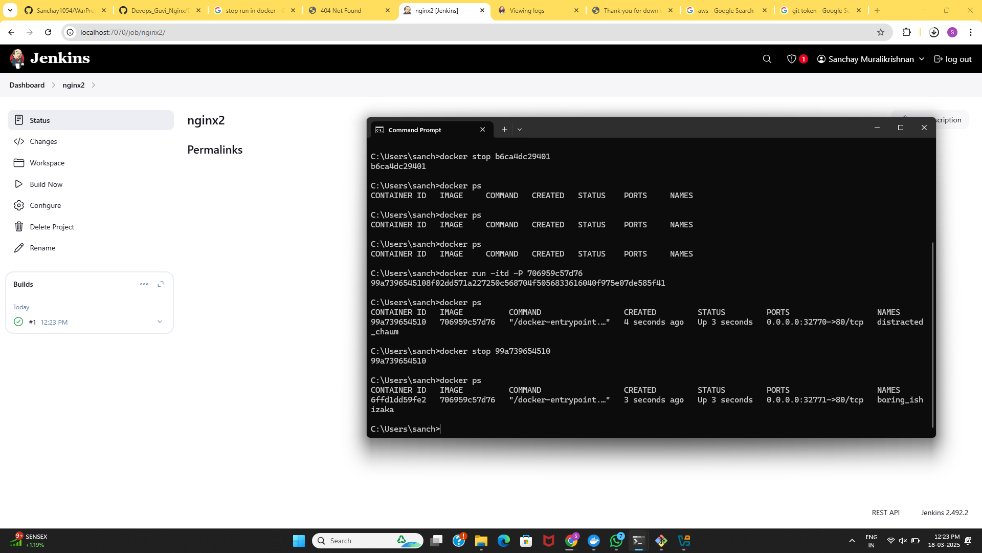 Sanchay1054/WarPro
Devops_Govi_Nginx
stop run in docker - G
404 Not Found
nginx2 [Jenkins]
Viewing logs
Thank you for down
aws - Google Search
git token - Google Se
localhost:7070/job/nginx2/
S
Jenkins
1
Sanchay Muralikrishnan
log out
Dashboard
nginx2
Status
Changes
Workspace
Build Now
Configure
Delete Project
Rename
Builds
Today
#1 12:23 PM
nginx2
Permalinks
Command Prompt
C:\Users\sanch>docker stop b6ca4dc29401
b6ca4dc29401
C:\Users\sanch>docker ps
CONTAINER ID IMAGE COMMAND CREATED STATUS PORTS NAMES
C:\Users\sanch>docker ps
CONTAINER ID IMAGE COMMAND CREATED STATUS PORTS NAMES
C:\Users\sanch>docker ps
CONTAINER ID IMAGE COMMAND CREATED STATUS PORTS NAMES
C:\Users\sanch>docker run -itd -P 706959c57d76
99a7396545108f02dd571a227250c568704f5056833616040f975e07de585f41
C:\Users\sanch>docker ps
CONTAINER ID IMAGE COMMAND CREATED STATUS PORTS NAMES
99a739654510 706959c57d76 "/docker-entrypoint.…" 4 seconds ago Up 3 seconds 0.0.0.0:32770->80/tcp distracted
_chaum
C:\Users\sanch>docker stop 99a739654510
99a739654510
C:\Users\sanch>docker ps
CONTAINER ID IMAGE COMMAND CREATED STATUS PORTS NAMES
6ffd1dd59fe2 706959c57d76 "/docker-entrypoint.…" 3 seconds ago Up 3 seconds 0.0.0.0:32771->80/tcp boring_ish
izaka
C:\Users\sanch>
REST API
Jenkins 2.492.2
SENSEX
+1.19%
Search
ENG
IN
12:23 PM
18-03-2025